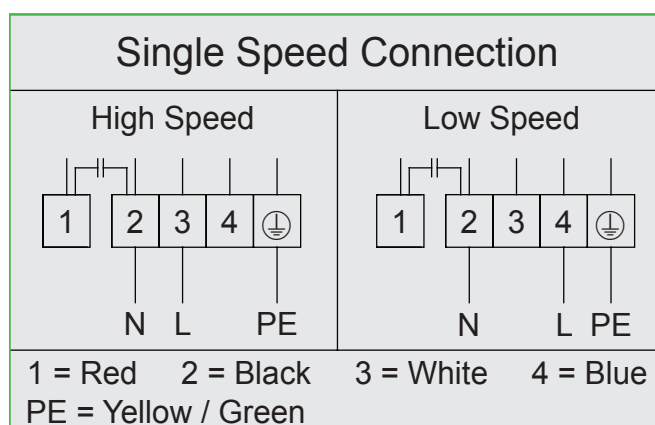 Single Speed Connection
High Speed
1 2 3 4
N L PE
Low Speed
1 2 3 4
N L PE
1 = Red 2 = Black 3 = White 4 = Blue
PE = Yellow / Green